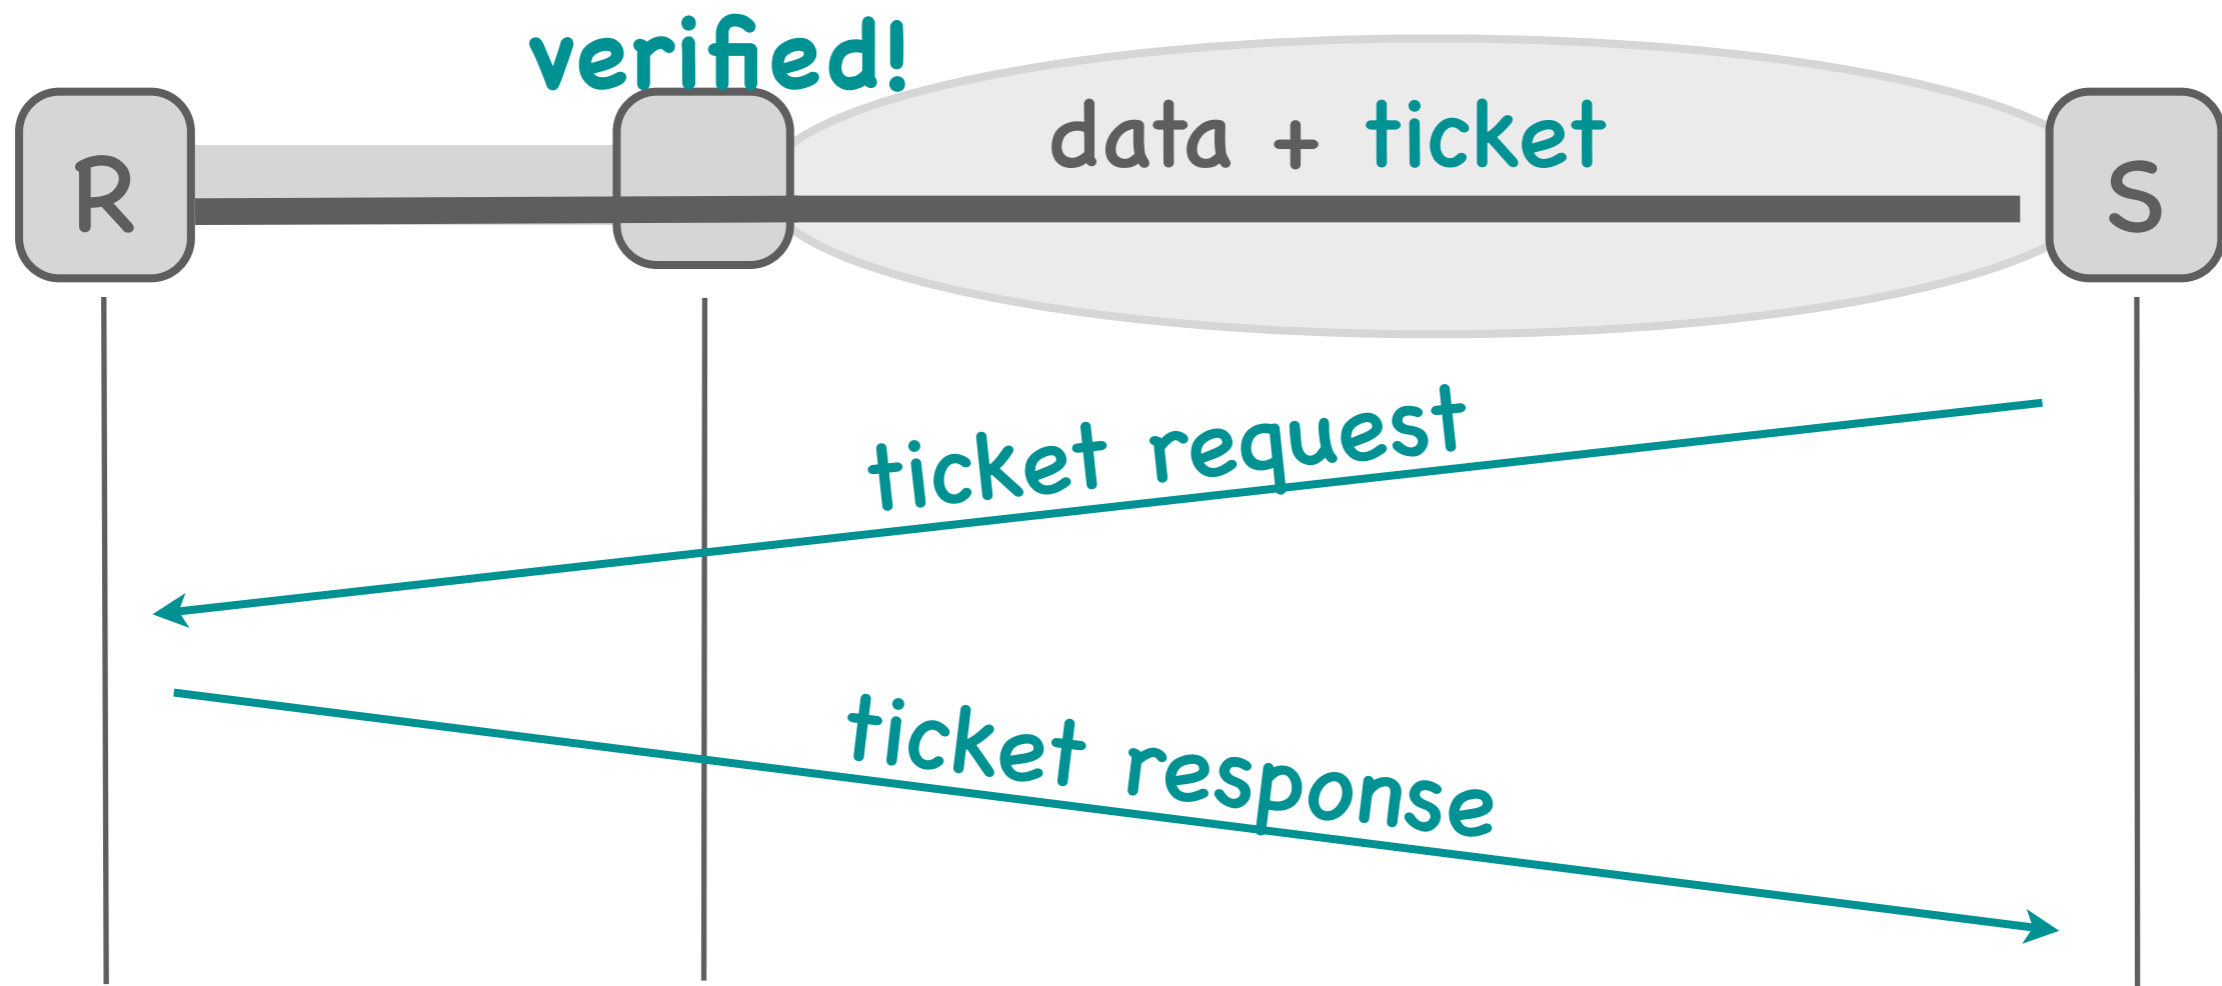 verified!
R
data + ticket
S
ticket request
ticket response